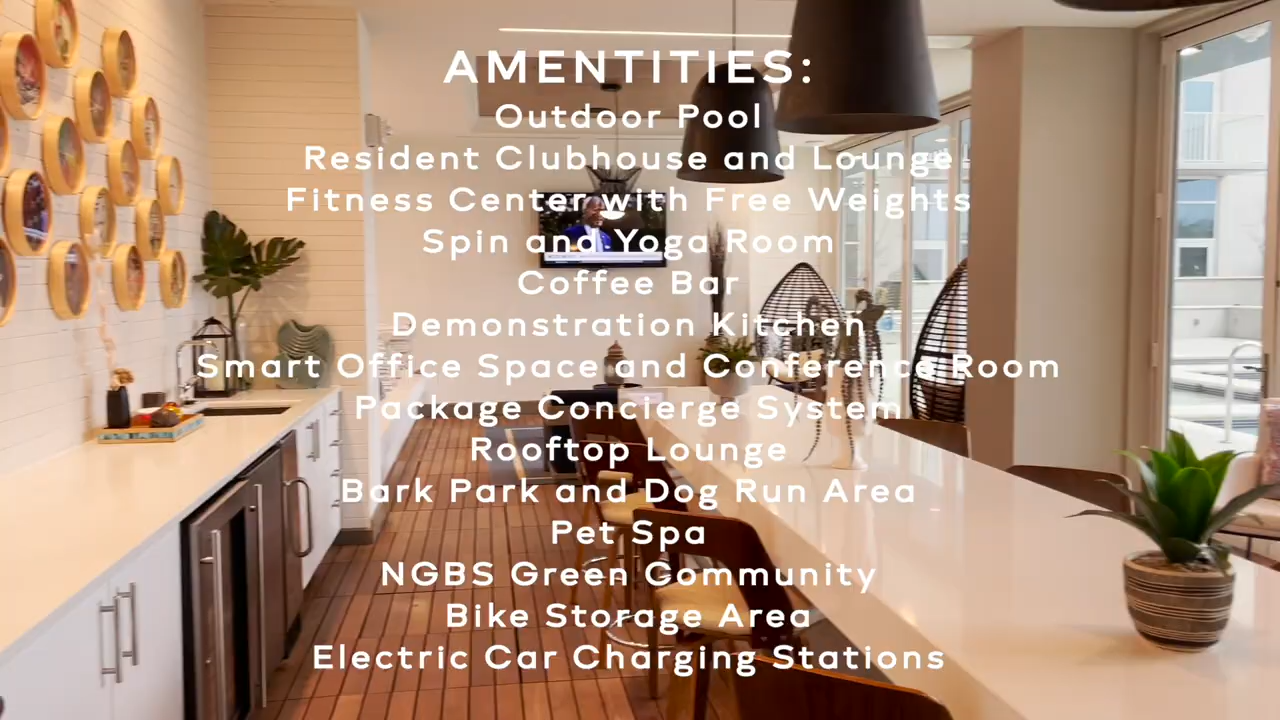 AMENTITIES:
Outdoor Pool
Resident Clubhouse and Lounge
Fitness Center with Free Weights
Spin and Yoga Room
Coffee Bar
Demonstration Kitchen
Smart Office Space and Conference Room
Package Concierge System
Rooftop Lounge
Bark Park and Dog Run Area
Pet Spa
NGBS Green Community
Bike Storage Area
Electric Car Charging Stations